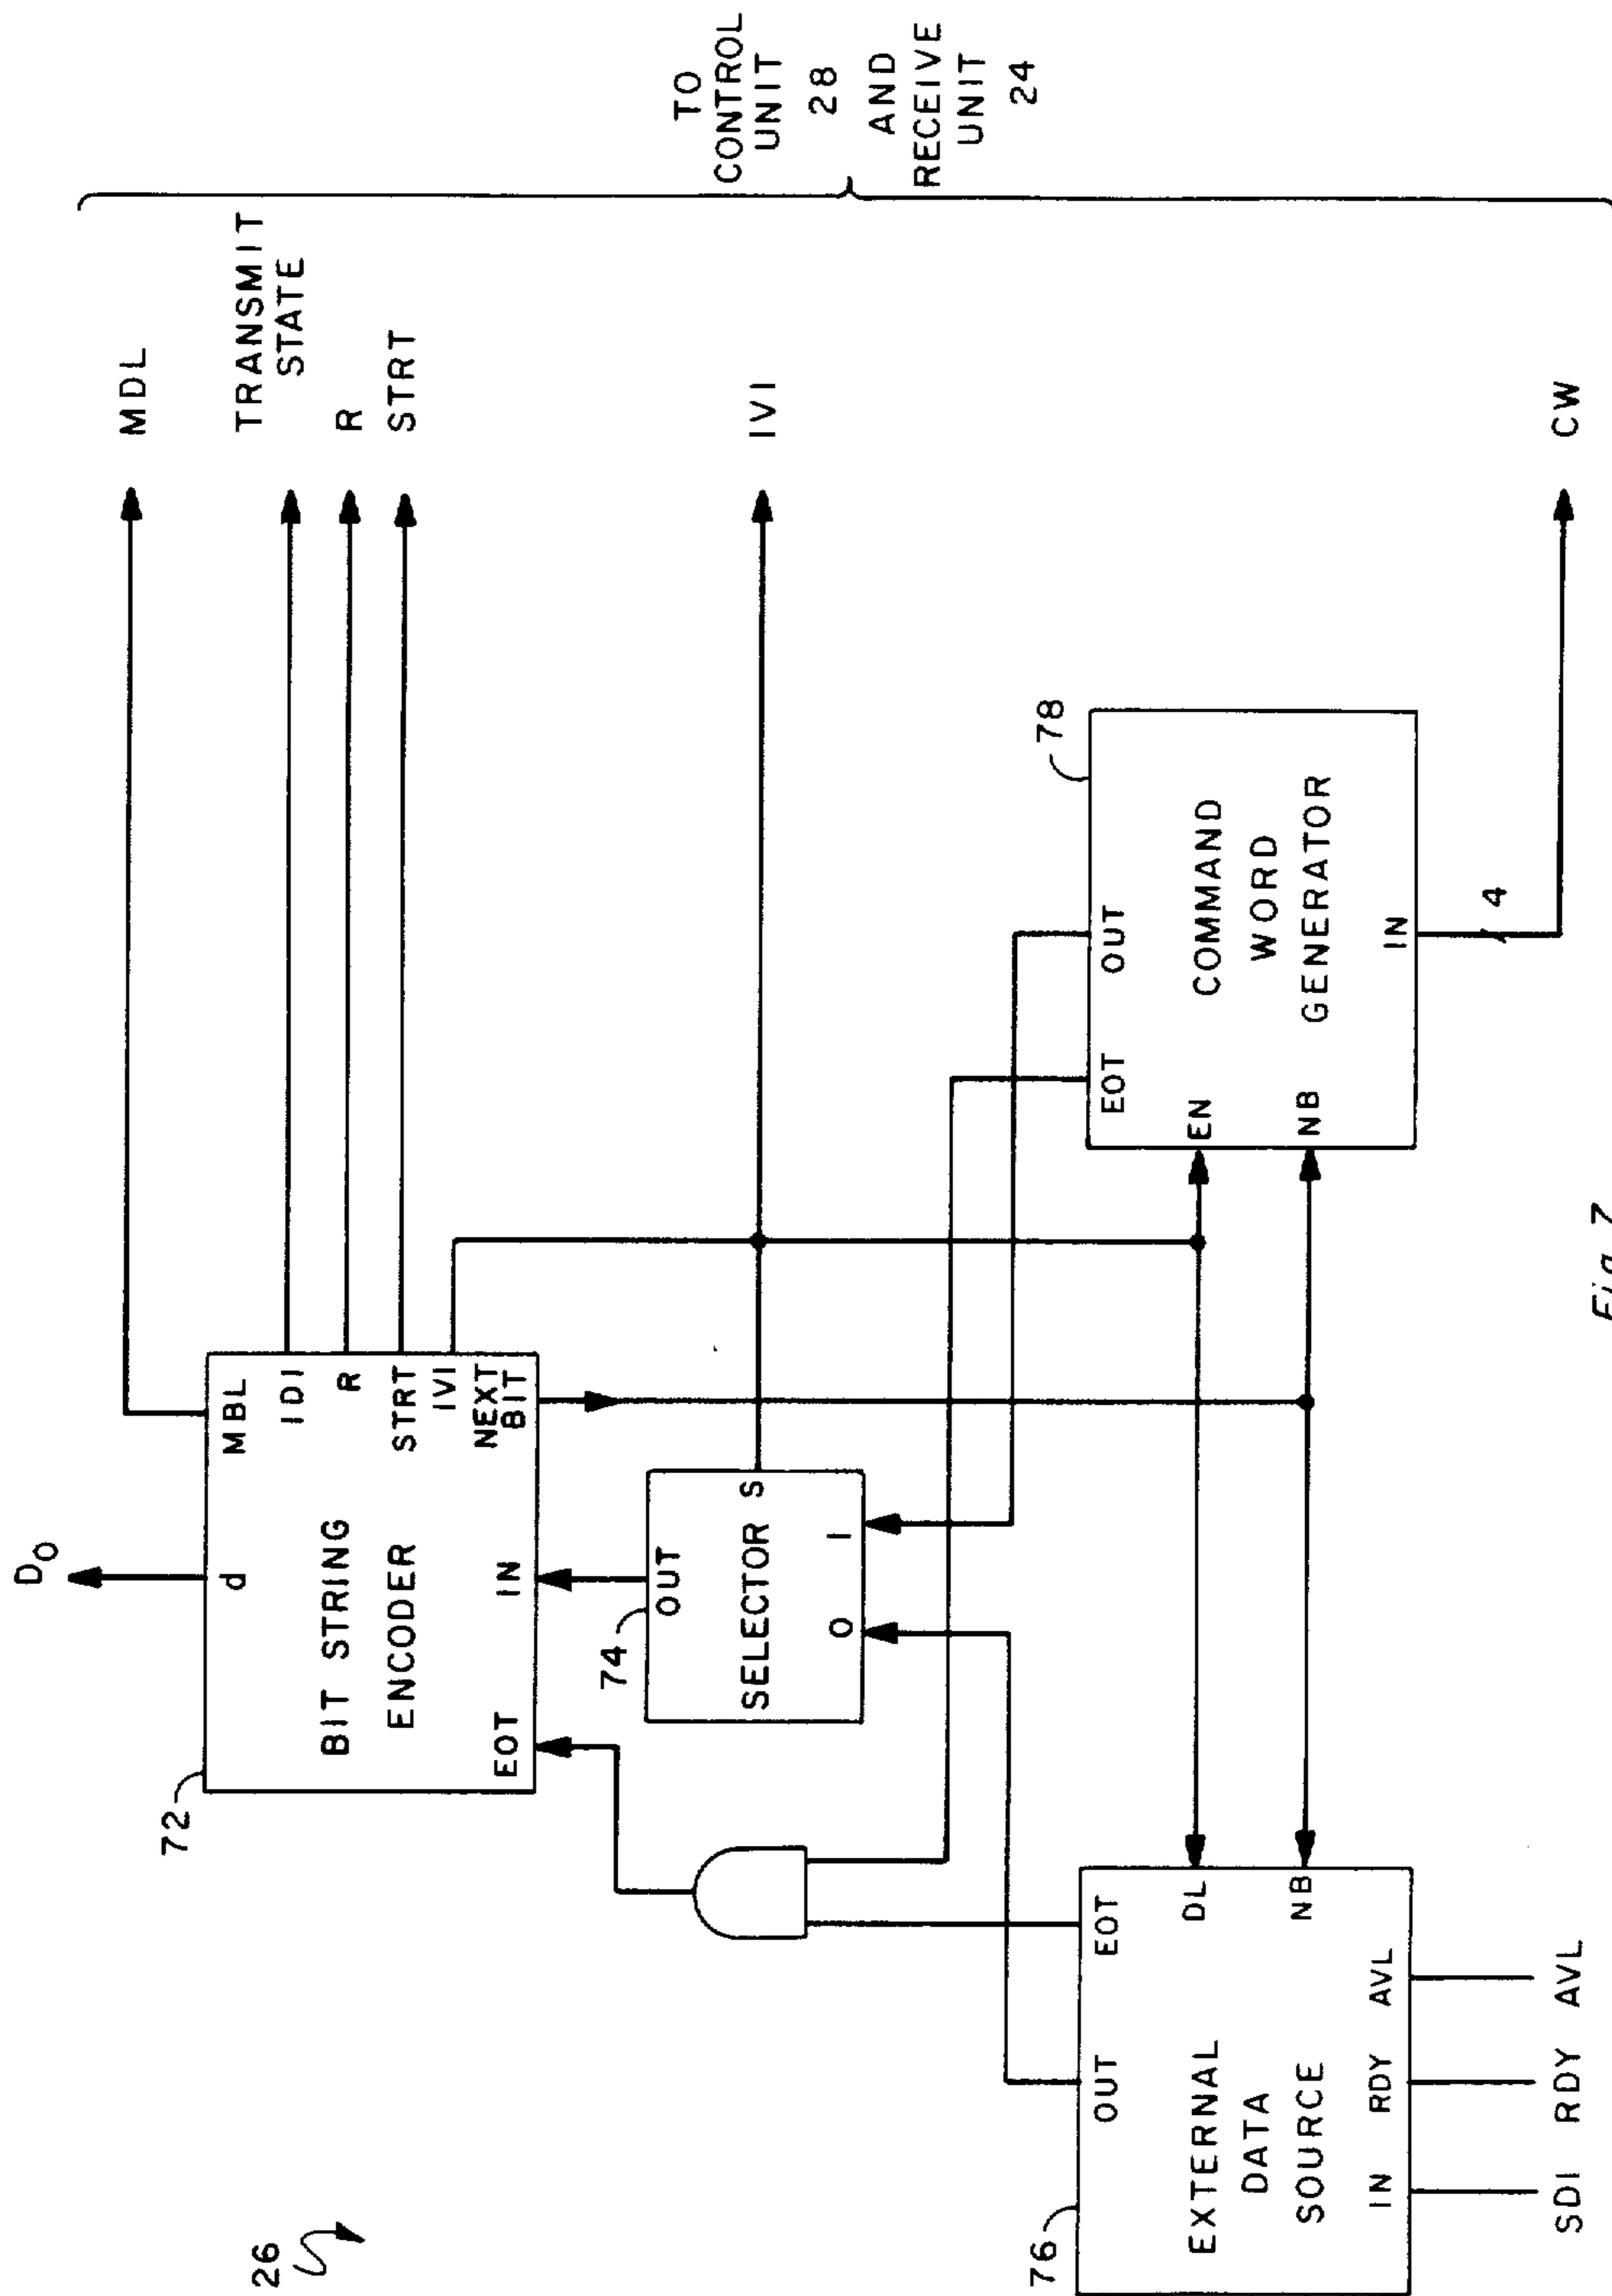 26
D0
MDL
TRANSMIT
STATE
R
STRT
IVI
CW
TO
CONTROL
UNIT
28
AND
RECEIVE
UNIT
24
72
d
MBL
IDI
R
STRT
IVI
NEXT
BIT
BIT STRING
ENCODER
EOT
IN
74
OUT
SELECTOR
S
0
1
76
OUT
EOT
DL
NB
EXTERNAL
DATA
SOURCE
IN
RDY
AVL
SDI
RDY
AVL
78
EOT
OUT
EN
NB
COMMAND
WORD
GENERATOR
IN
4
Fig. 7